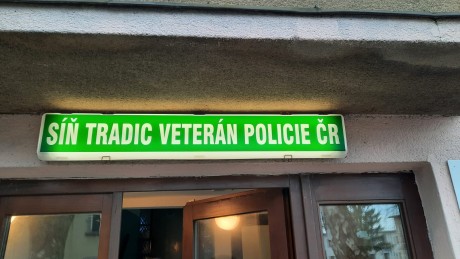 SÍŇ TRADIC VETERÁN POLICIE ČR